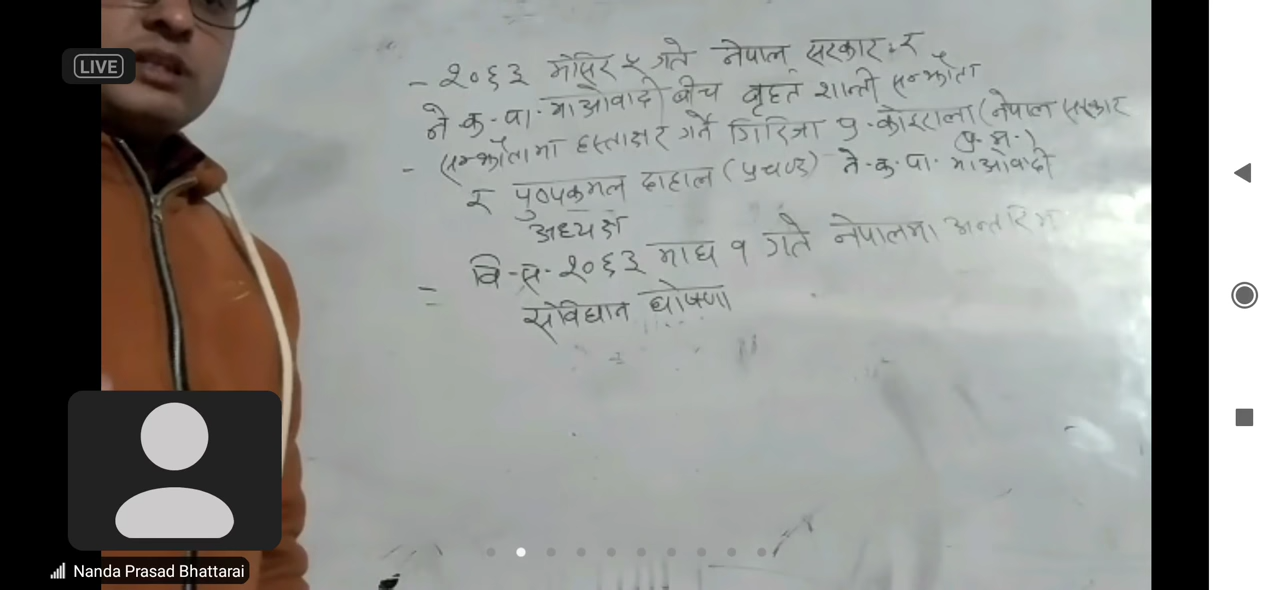 LIVE
- २०६३ मंसिर ५ गते नेपाल सरकार र
ने.क.पा. माओवादी बीच बृहत शान्ती सम्झौता
- सम्झौतामा हस्ताक्षर गर्ने गिरिजा प्र. कोइराला (नेपाल सरकार
प्र.म.)
र पुष्पकमल दाहाल (प्रचण्ड) ने.क.पा. माओवादी
अध्यक्ष
= वि.स. २०६३ माघ १ गते नेपालमा अन्तरिम
संविधान घोषणा
Nanda Prasad Bhattarai